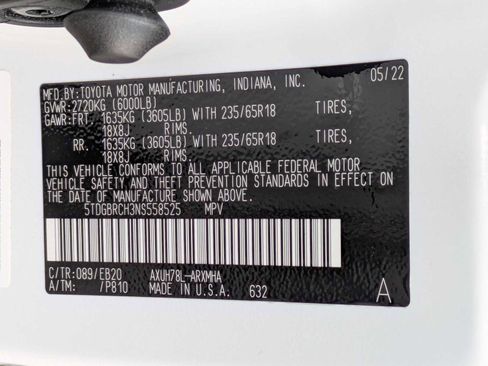 MFD.BY:TOYOTA MOTOR MANUFACTURING, INDIANA, INC. 05/22
GVWR:2720KG (6000LB)
GAWR:FRT. 1635KG (3605LB) WITH 235/65R18 TIRES,
18X8J RIMS.
RR. 1635KG (3605LB) WITH 235/65R18 TIRES,
18X8J RIMS.
THIS VEHICLE CONFORMS TO ALL APPLICABLE FEDERAL MOTOR
VEHICLE SAFETY AND THEFT PREVENTION STANDARDS IN EFFECT ON
THE DATE OF MANUFACTURE SHOWN ABOVE.
5TDGBRCH3NS558525 MPV
C/TR:089/EB20 AXUH78L-ARXMHA
A/TM: /P810 MADE IN U.S.A. 632 A